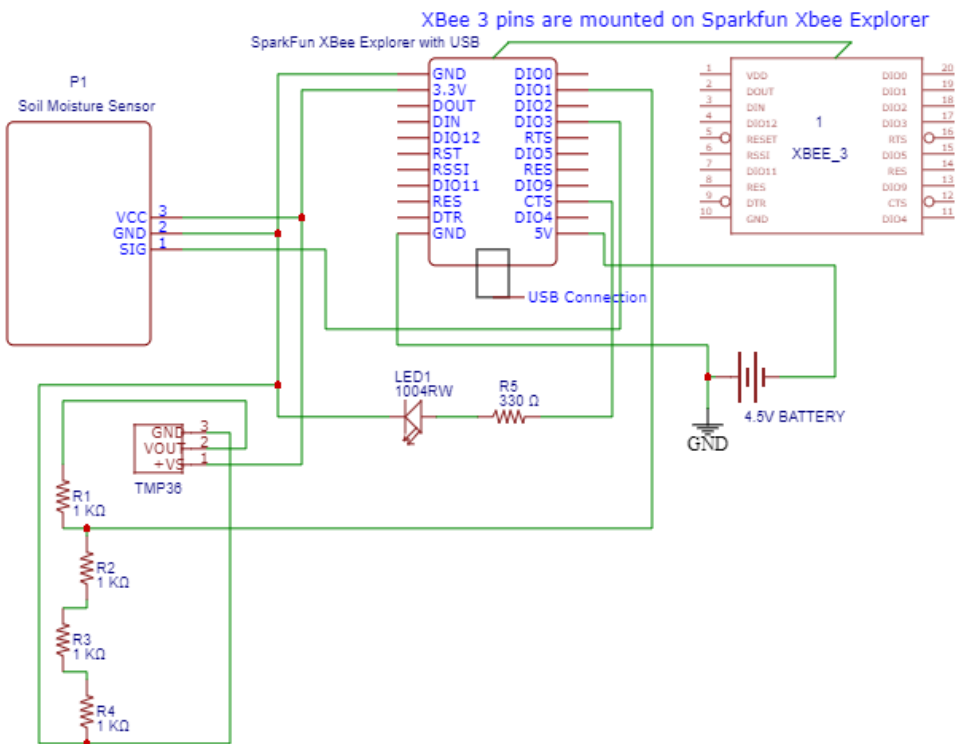 XBee 3 pins are mounted on Sparkfun Xbee Explorer
SparkFun XBee Explorer with USB
P1
Soil Moisture Sensor
VCC 3
GND 2
SIG 1
GND DIO0
3.3V DIO1
DOUT DIO2
DIN DIO3
DIO12 RTS
RST DIO5
RSSI RES
DIO11 DIO9
RES CTS
DTR DIO4
GND 5V
USB Connection
1 VDD DIO0 20
2 DOUT DIO1 19
3 DIN DIO2 18
4 DIO12 DIO3 17
5 RESET RTS 16
6 RSSI DIO5 15
7 DIO11 RES 14
8 RES DIO9 13
9 DTR CTS 12
10 GND DIO4 11
1
XBEE_3
LED1
1004RW
R5
330 Ω
4.5V BATTERY
GND
GND 3
VOUT 2
+VS 1
TMP36
R1
1 KΩ
R2
1 KΩ
R3
1 KΩ
R4
1 KΩ